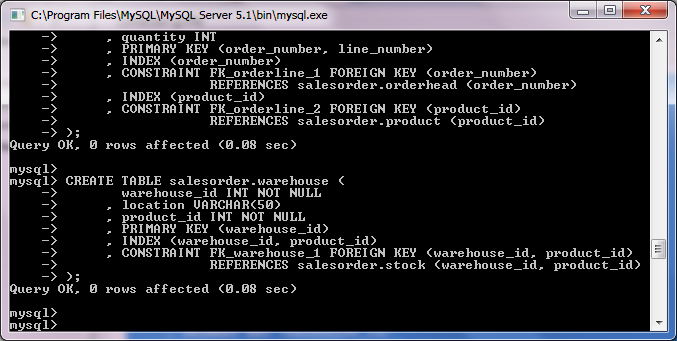 C:\Program Files\MySQL\MySQL Server 5.1\bin\mysql.exe
-> , quantity INT
-> , PRIMARY KEY (order_number, line_number)
-> , INDEX (order_number)
-> , CONSTRAINT FK_orderline_1 FOREIGN KEY (order_number)
-> REFERENCES salesorder.orderhead (order_number)
-> , INDEX (product_id)
-> , CONSTRAINT FK_orderline_2 FOREIGN KEY (product_id)
-> REFERENCES salesorder.product (product_id)
-> );
Query OK, 0 rows affected (0.08 sec)
mysql>
mysql> CREATE TABLE salesorder.warehouse (
-> warehouse_id INT NOT NULL
-> , location VARCHAR(50)
-> , product_id INT NOT NULL
-> , PRIMARY KEY (warehouse_id)
-> , INDEX (warehouse_id, product_id)
-> , CONSTRAINT FK_warehouse_1 FOREIGN KEY (warehouse_id, product_id)
-> REFERENCES salesorder.stock (warehouse_id, product_id)
-> );
Query OK, 0 rows affected (0.08 sec)
mysql>
mysql>